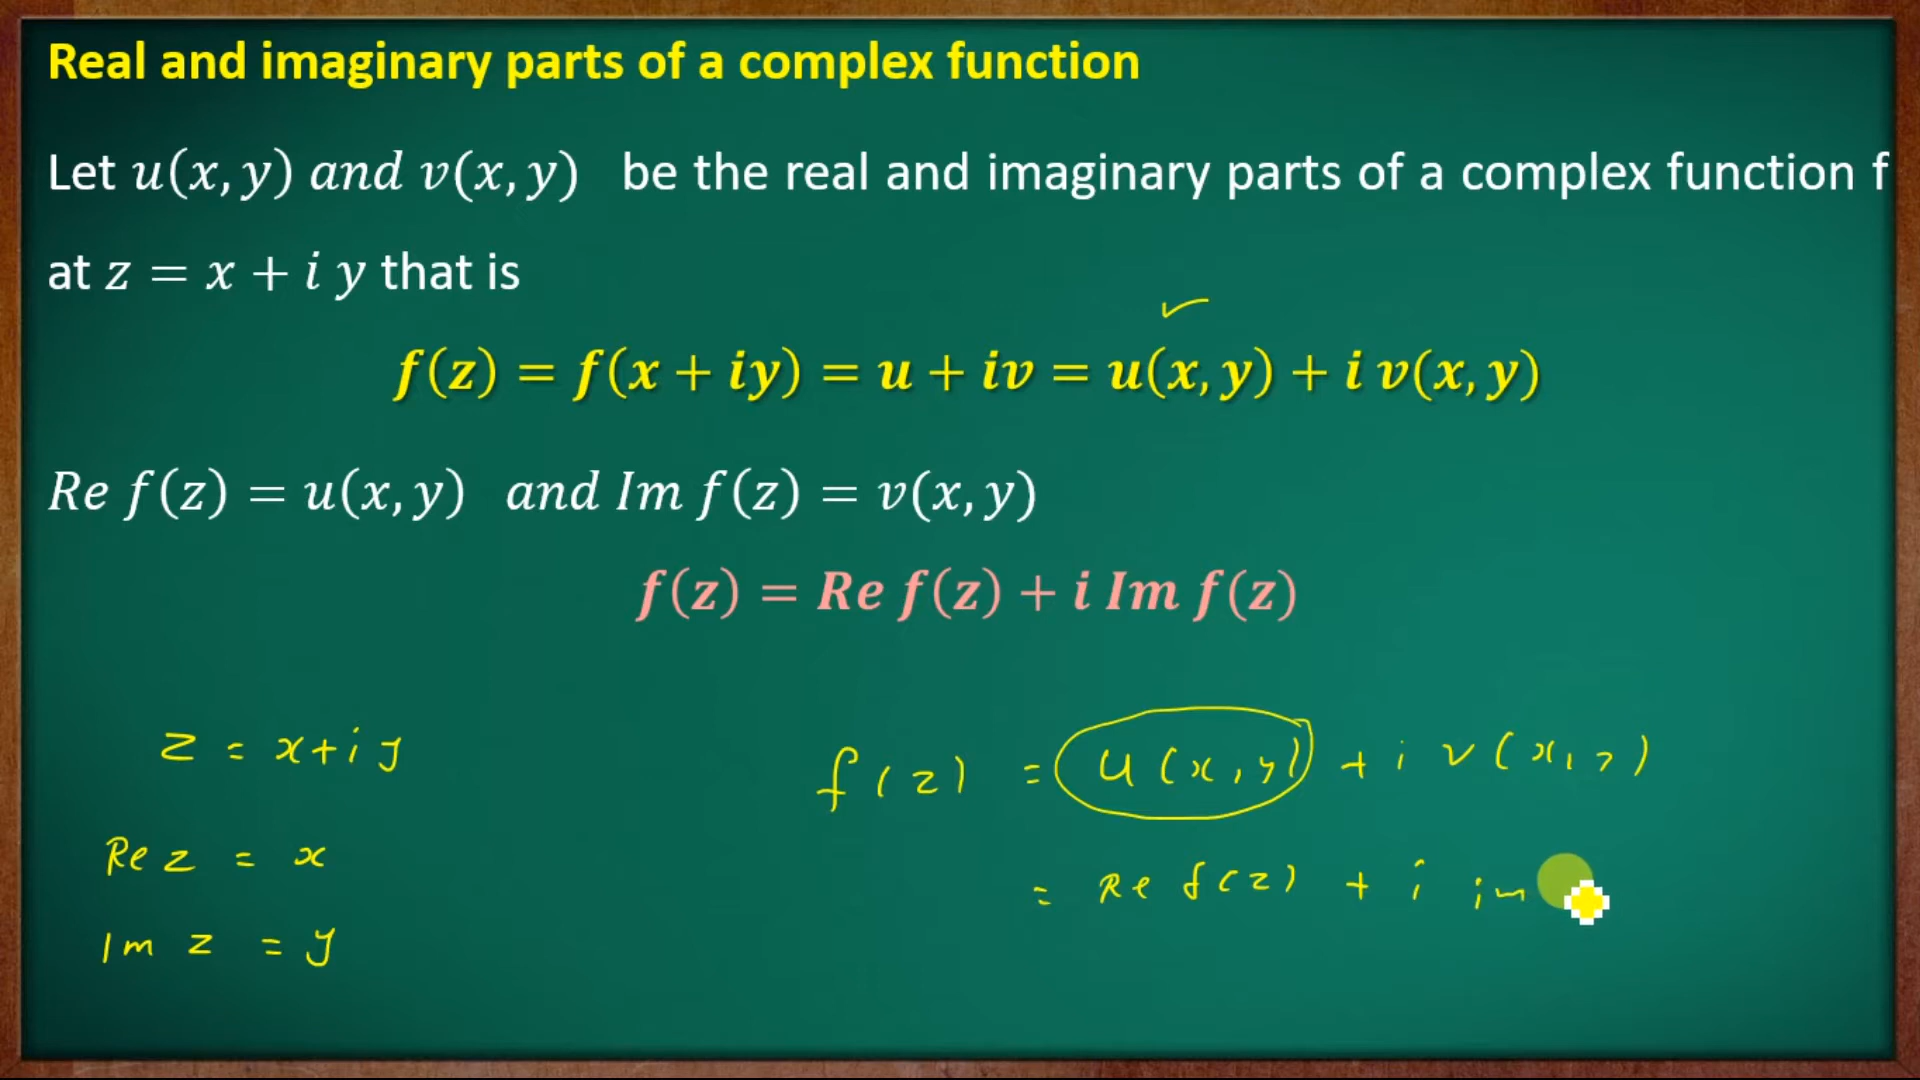 Real and imaginary parts of a complex function
Let u(x, y) and v(x, y) be the real and imaginary parts of a complex function f
at z = x + i y that is
f(z) = f(x + iy) = u + iv = u(x, y) + i v(x, y)
Re f(z) = u(x, y) and Im f(z) = v(x, y)
f(z) = Re f(z) + i Im f(z)
z = x + i y
Re z = x
Im z = y
f(z) = u(x, y) + i v(x, y)
= Re f(z) + i im